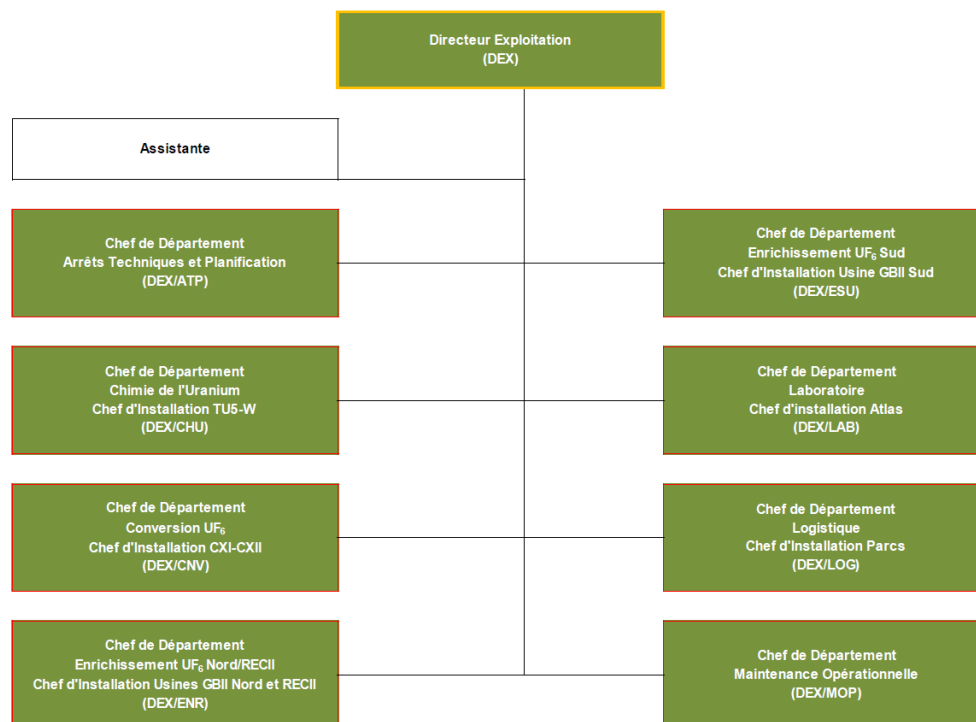 Directeur Exploitation
(DEX)
Assistante
Chef de Département
Arrêts Techniques et Planification
(DEX/ATP)
Chef de Département
Enrichissement UF₆ Sud
Chef d'Installation Usine GBII Sud
(DEX/ESU)
Chef de Département
Chimie de l'Uranium
Chef d'Installation TU5-W
(DEX/CHU)
Chef de Département
Laboratoire
Chef d'installation Atlas
(DEX/LAB)
Chef de Département
Conversion UF₆
Chef d'Installation CXI-CXII
(DEX/CNV)
Chef de Département
Logistique
Chef d'Installation Parcs
(DEX/LOG)
Chef de Département
Enrichissement UF₆ Nord/RECII
Chef d'Installation Usines GBII Nord et RECII
(DEX/ENR)
Chef de Département
Maintenance Opérationnelle
(DEX/MOP)